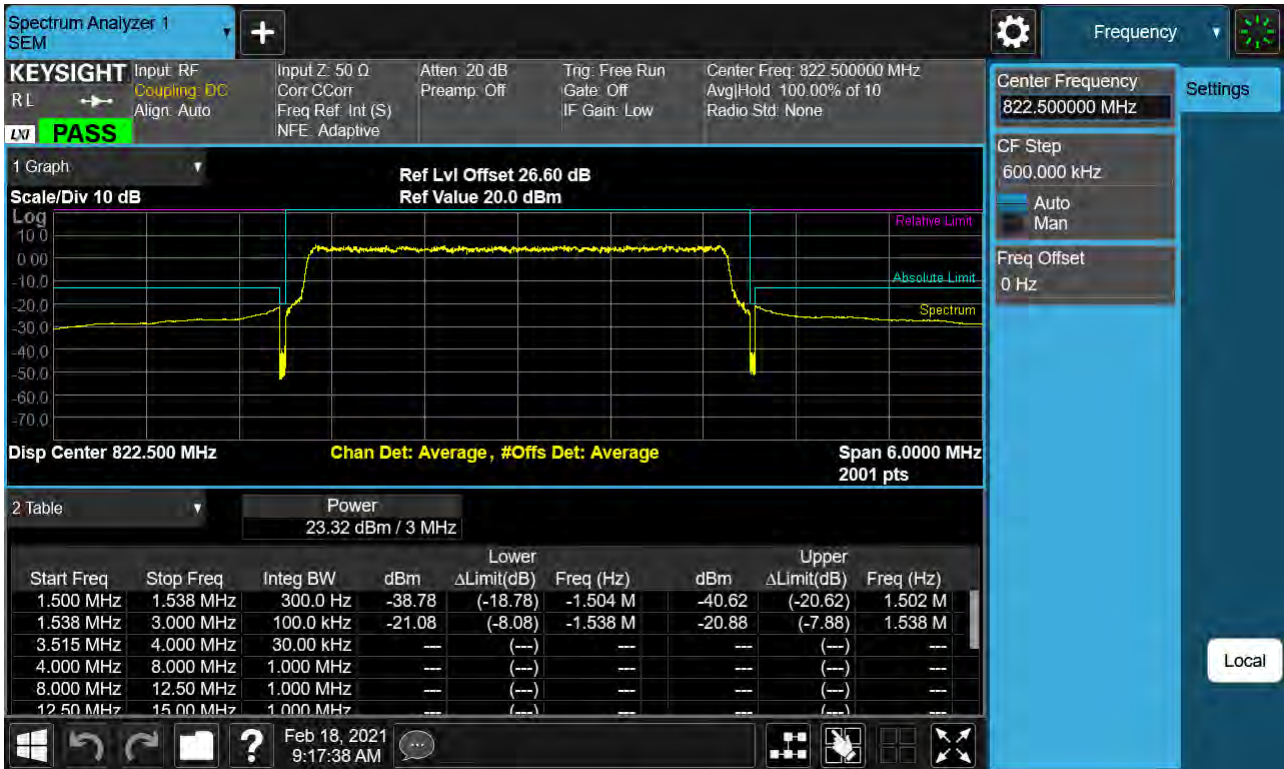 Spectrum Analyzer 1
SEM
Frequency
KEYSIGHT
RL
LXI PASS
Input: RF
Coupling: DC
Align: Auto
Input Z: 50 Ω
Corr CCorr
Freq Ref: Int (S)
NFE: Adaptive
Atten: 20 dB
Preamp: Off
Trig: Free Run
Gate: Off
IF Gain: Low
Center Freq: 822.500000 MHz
Avg|Hold: 100.00% of 10
Radio Std: None
Center Frequency
822.500000 MHz
Settings
CF Step
600.000 kHz
Auto
Man
Freq Offset
0 Hz
Local
1 Graph
Scale/Div 10 dB
Ref Lvl Offset 26.60 dB
Ref Value 20.0 dBm
Log
10.0
0.00
-10.0
-20.0
-30.0
-40.0
-50.0
-60.0
-70.0
Relative Limit
Absolute Limit
Spectrum
Disp Center 822.500 MHz
Chan Det: Average, #Offs Det: Average
Span 6.0000 MHz
2001 pts
2 Table
Power
23.32 dBm / 3 MHz
Lower Upper
Start Freq Stop Freq Integ BW dBm ΔLimit(dB) Freq (Hz) dBm ΔLimit(dB) Freq (Hz)
1.500 MHz 1.538 MHz 300.0 Hz -38.78 (-18.78) -1.504 M -40.62 (-20.62) 1.502 M
1.538 MHz 3.000 MHz 100.0 kHz -21.08 (-8.08) -1.538 M -20.88 (-7.88) 1.538 M
3.515 MHz 4.000 MHz 30.00 kHz --- (---) --- --- (---) ---
4.000 MHz 8.000 MHz 1.000 MHz --- (---) --- --- (---) ---
8.000 MHz 12.50 MHz 1.000 MHz --- (---) --- --- (---) ---
12.50 MHz 15.00 MHz 1.000 MHz --- (---) --- --- (---) ---
?
Feb 18, 2021
9:17:38 AM